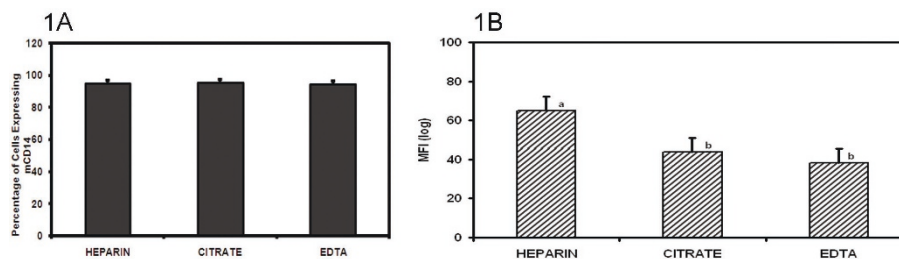 1A
120
100
80
60
40
20
0
Percentage of Cells Expressing
mCD14
HEPARIN CITRATE EDTA
1B
100
80
60
40
20
0
MFI (log)
a
b
b
HEPARIN CITRATE EDTA